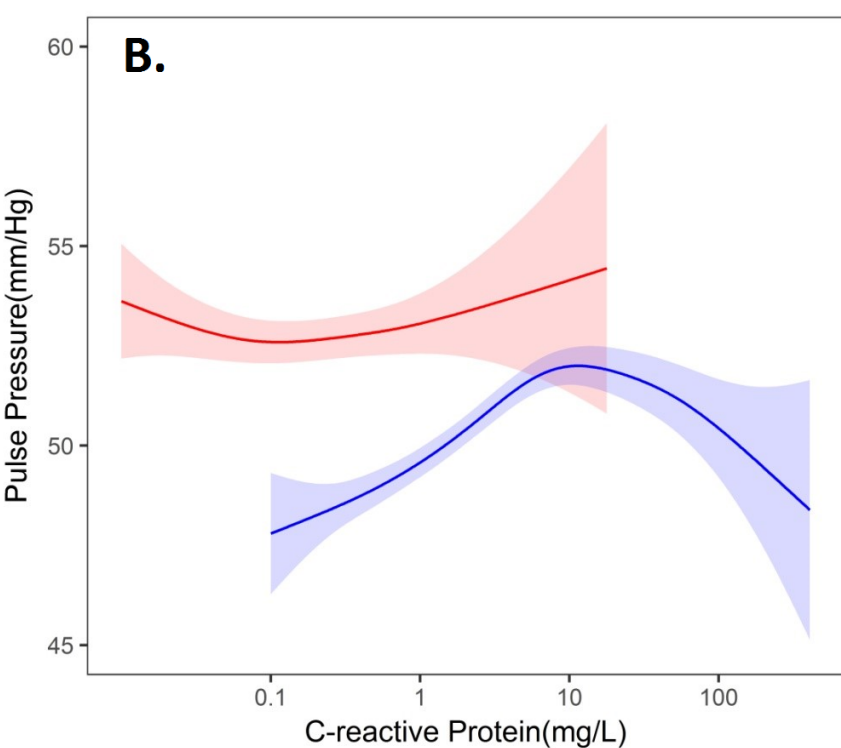 B.
60
55
50
45
Pulse Pressure(mm/Hg)
0.1 1 10 100
C-reactive Protein(mg/L)